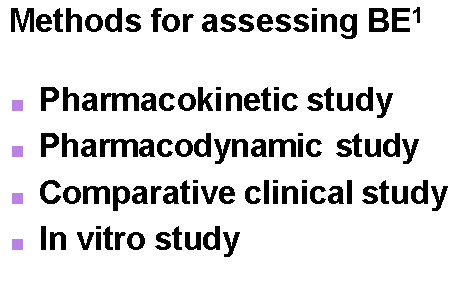 Methods for assessing BE¹
■ Pharmacokinetic study
■ Pharmacodynamic study
■ Comparative clinical study
■ In vitro study